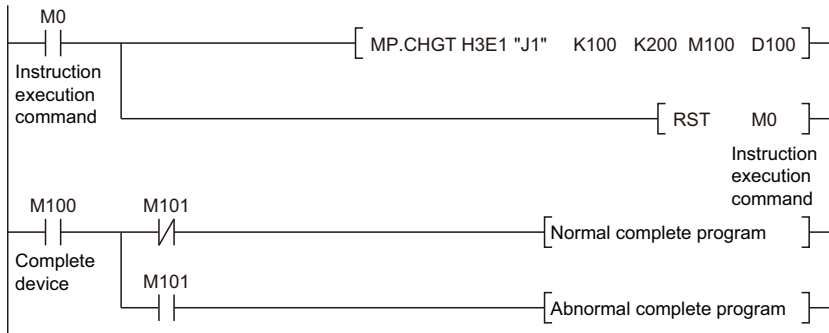 M0
MP.CHGT H3E1 "J1" K100 K200 M100 D100
Instruction
execution
command
RST M0
Instruction
execution
command
M100 M101
Normal complete program
Complete
device
M101
Abnormal complete program